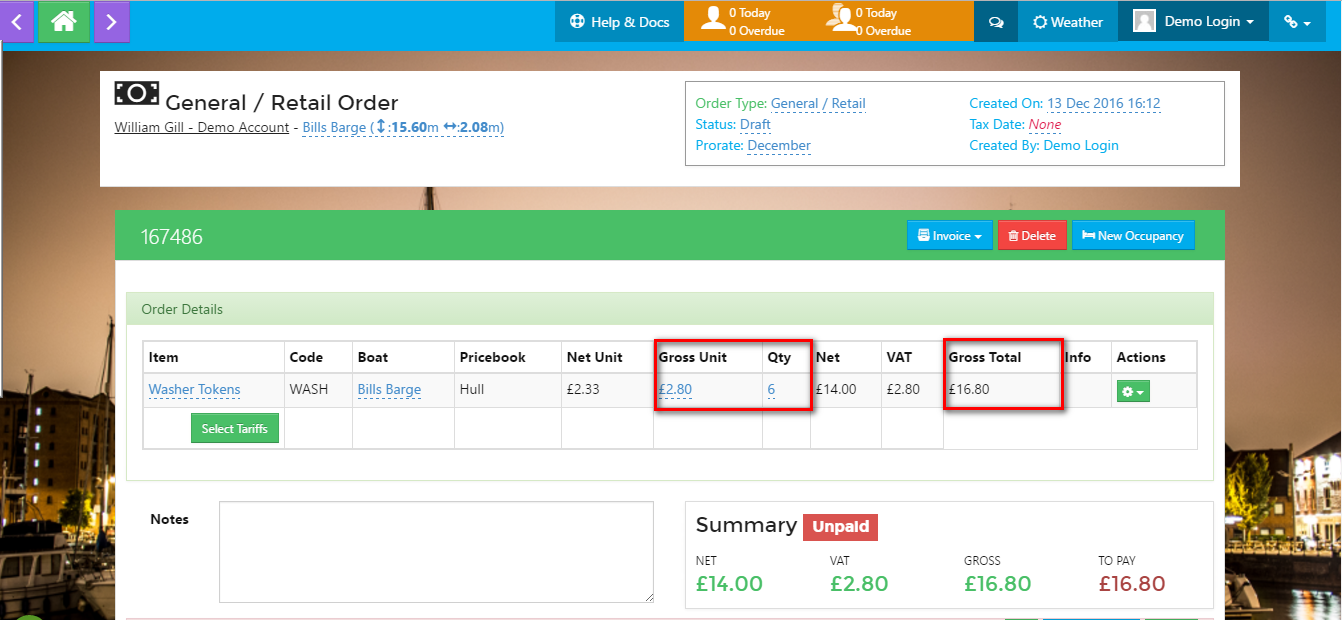 Help & Docs
0 Today
0 Overdue
0 Today
0 Overdue
Weather
Demo Login
General / Retail Order
William Gill - Demo Account - Bills Barge (↕:15.60m ↔:2.08m)
Order Type: General / Retail
Status: Draft
Prorate: December
Created On: 13 Dec 2016 16:12
Tax Date: None
Created By: Demo Login
167486
Invoice
Delete
New Occupancy
Order Details
Item Code Boat Pricebook Net Unit Gross Unit Qty Net VAT Gross Total Info Actions
Washer Tokens WASH Bills Barge Hull £2.33 £2.80 6 £14.00 £2.80 £16.80
Select Tariffs
Notes
Summary Unpaid
NET VAT GROSS TO PAY
£14.00 £2.80 £16.80 £16.80